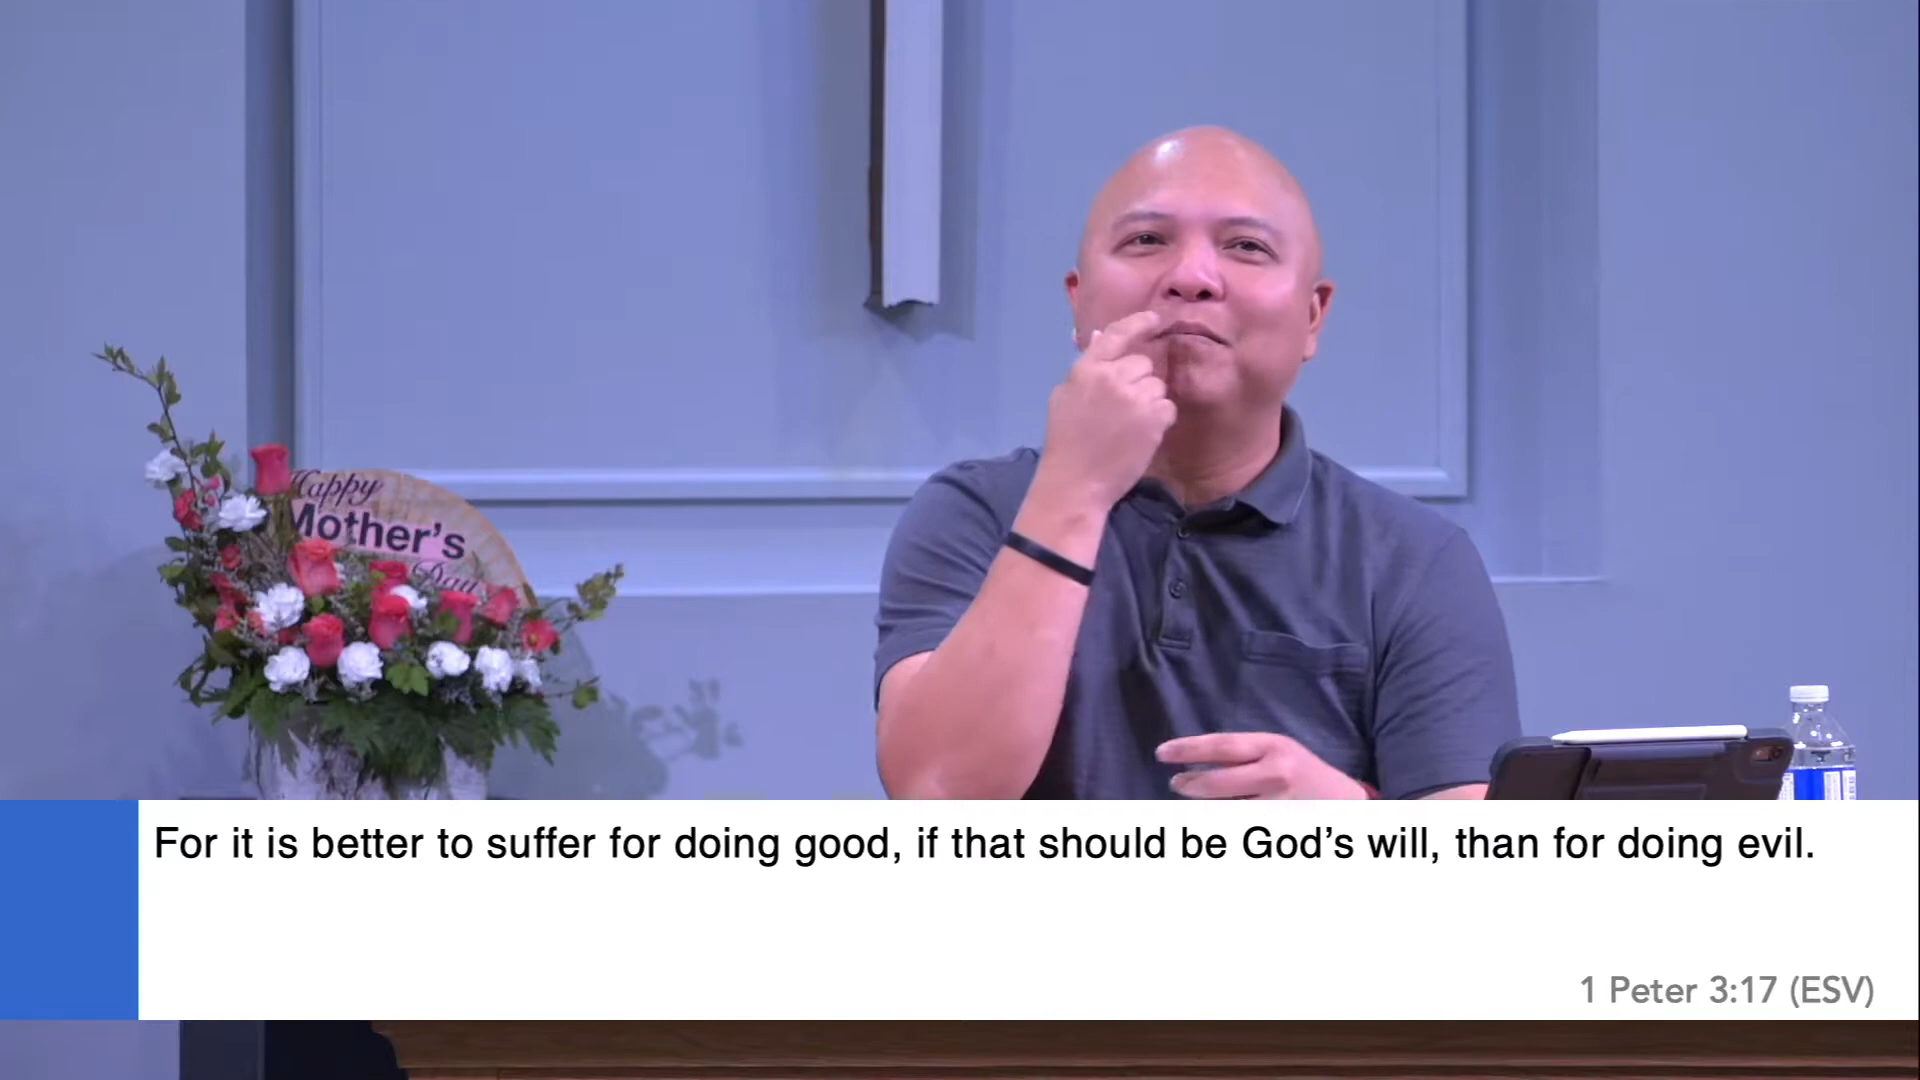 Happy
Mother's
Day
For it is better to suffer for doing good, if that should be God’s will, than for doing evil.
1 Peter 3:17 (ESV)